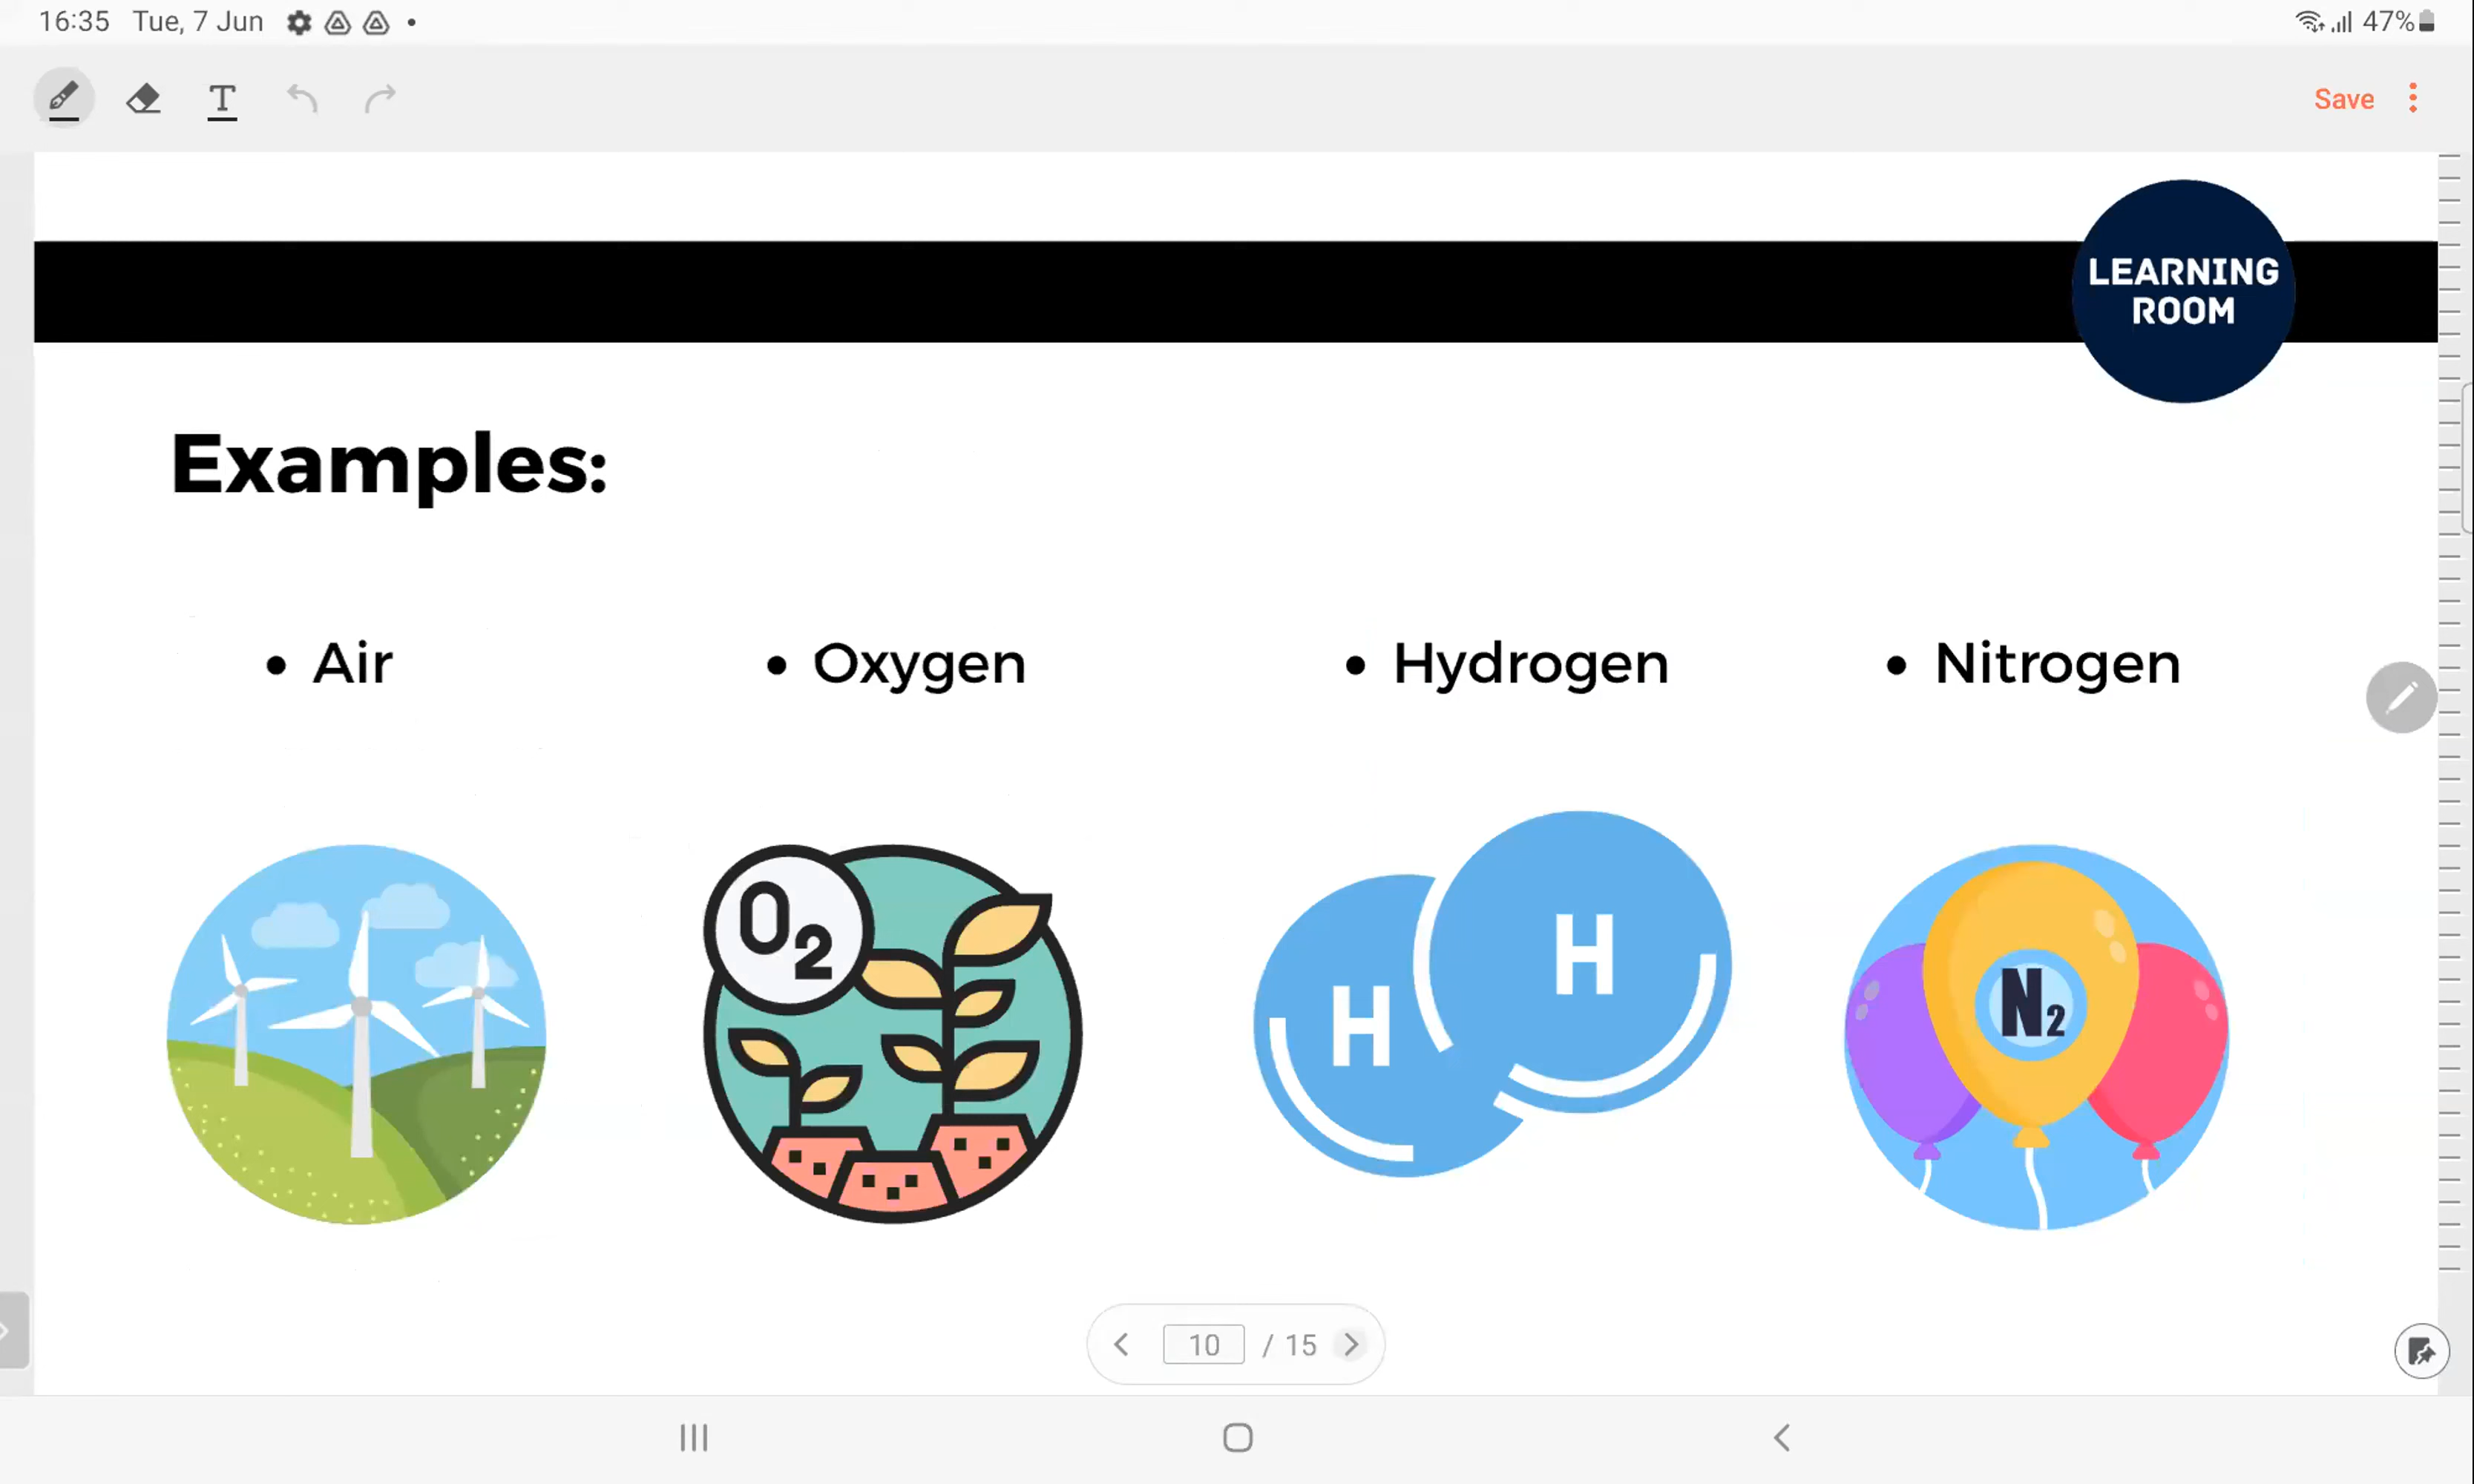 16:35 Tue, 7 Jun
47%
T
Save
LEARNING
ROOM
Examples:
• Air
• Oxygen
• Hydrogen
• Nitrogen
O2
H
H
N2
10 / 15